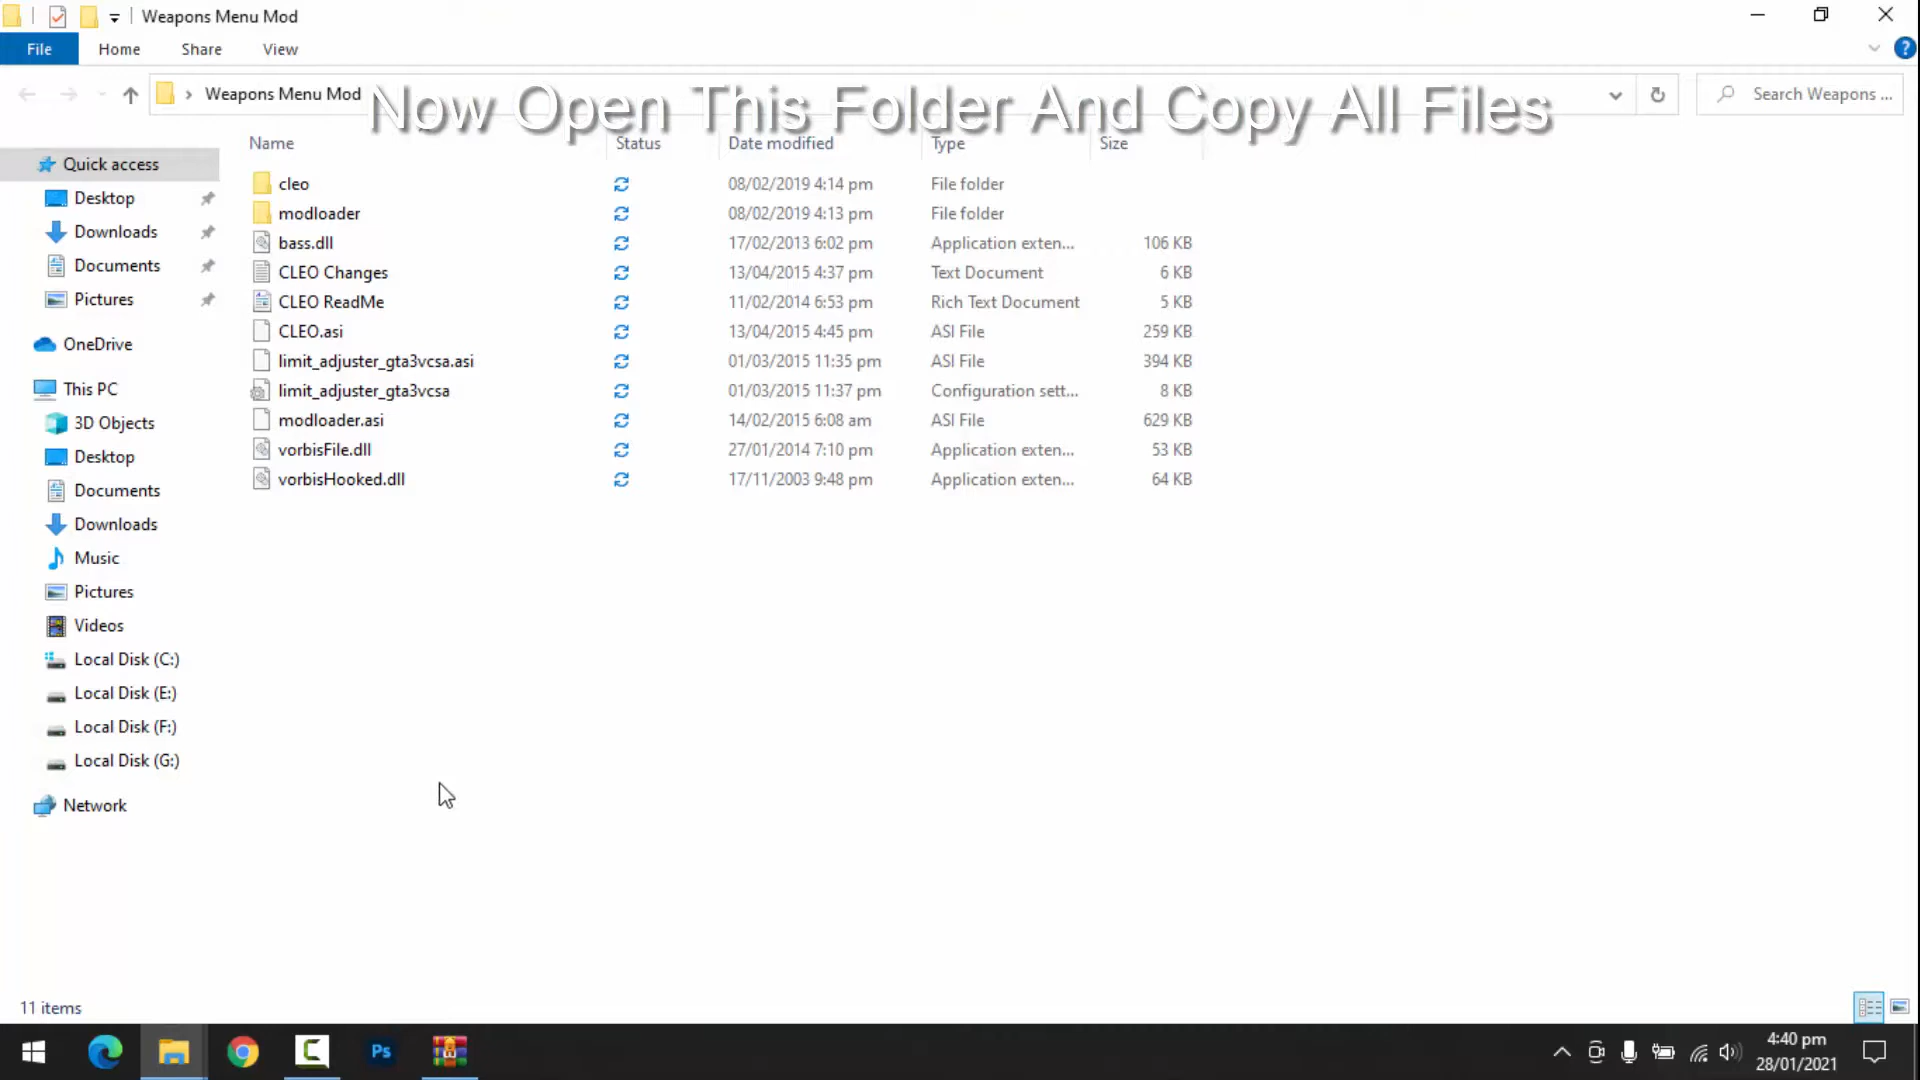 Weapons Menu Mod
File Home Share View
Weapons Menu Mod
Search Weapons ...
Now Open This Folder And Copy All Files
Name Status Date modified Type Size
Quick access
Desktop
Downloads
Documents
Pictures
OneDrive
This PC
3D Objects
Desktop
Documents
Downloads
Music
Pictures
Videos
Local Disk (C:)
Local Disk (E:)
Local Disk (F:)
Local Disk (G:)
Network
cleo 08/02/2019 4:14 pm File folder
modloader 08/02/2019 4:13 pm File folder
bass.dll 17/02/2013 6:02 pm Application exten... 106 KB
CLEO Changes 13/04/2015 4:37 pm Text Document 6 KB
CLEO ReadMe 11/02/2014 6:53 pm Rich Text Document 5 KB
CLEO.asi 13/04/2015 4:45 pm ASI File 259 KB
limit_adjuster_gta3vcsa.asi 01/03/2015 11:35 pm ASI File 394 KB
limit_adjuster_gta3vcsa 01/03/2015 11:37 pm Configuration sett... 8 KB
modloader.asi 14/02/2015 6:08 am ASI File 629 KB
vorbisFile.dll 27/01/2014 7:10 pm Application exten... 53 KB
vorbisHooked.dll 17/11/2003 9:48 pm Application exten... 64 KB
11 items
Ps
4:40 pm
28/01/2021